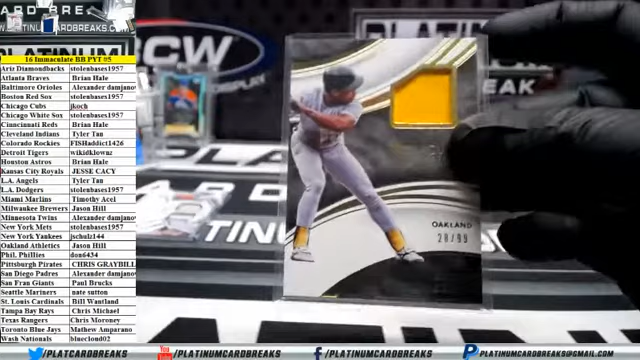 16 Immaculate BB PYT #5
Ariz Diamondbacks stolenbases1957
Atlanta Braves Brian Hale
Baltimore Orioles Alexander damjanov
Boston Red Sox stolenbases1957
Chicago Cubs jkoch
Chicago White Sox stolenbases1957
Cinncinnati Reds Brian Hale
Cleveland Indians Tyler Tan
Colorado Rockies FISHaddict1426
Detroit Tigers wikidklownz
Houston Astros Brian Hale
Kansas City Royals JESSE CACY
L.A. Angels Tyler Tan
L.A. Dodgers stolenbases1957
Miami Marlins Timothy Acel
Milwaukee Brewers Jason Hill
Minnesota Twins Alexander damjanov
New York Mets stolenbases1957
New York Yankees jschulz144
Oakland Athletics Jason Hill
Phil. Phillies don6434
Pittsburgh Pirates CHRIS GRAYBILL
San Diego Padres Alexander damjanov
San Fran Giants Paul Brucks
Seattle Mariners nate sutton
St. Louis Cardinals Bill Wantland
Tampa Bay Rays Chris Michael
Texas Rangers Chris Moroney
Toronto Blue Jays Mathew Amparano
Wash Nationals bluecloud02
OAKLAND
28/99
/PLATCARDBREAKS
/PLATINUMCARDBREAKS
/PLATINUMCARDBREAKS
PLATINUMCARDBREAKS@GMAIL.COM